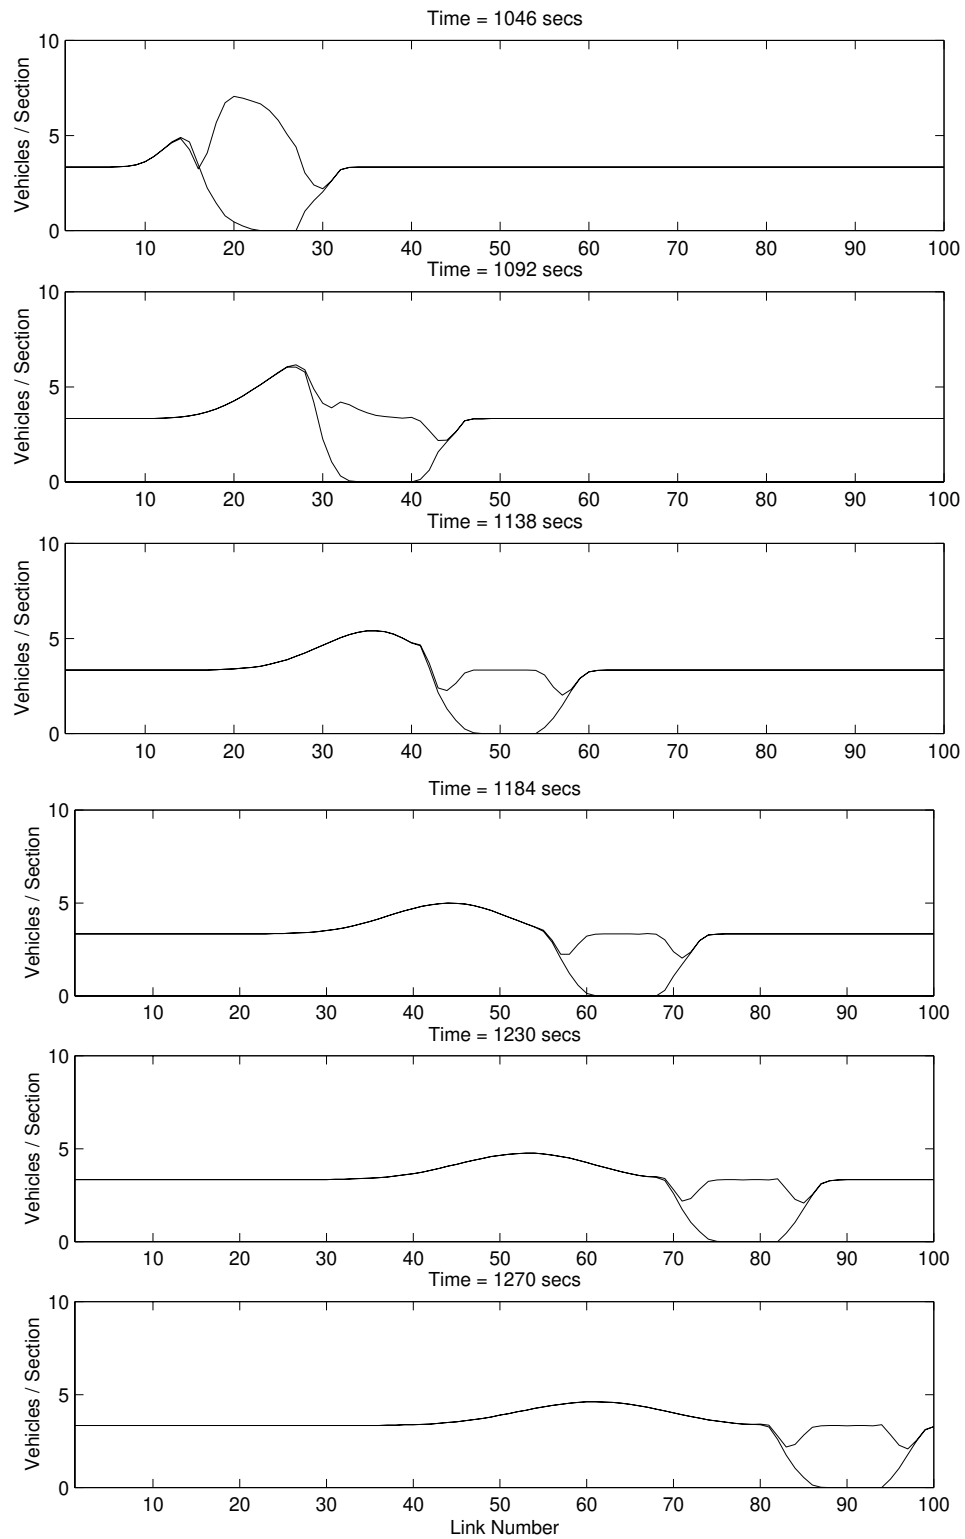 Time = 1046 secs
10
5
0
Vehicles / Section
10 20 30 40 50 60 70 80 90 100
Time = 1092 secs
10
5
0
Vehicles / Section
10 20 30 40 50 60 70 80 90 100
Time = 1138 secs
10
5
0
Vehicles / Section
10 20 30 40 50 60 70 80 90 100
Time = 1184 secs
10
5
0
Vehicles / Section
10 20 30 40 50 60 70 80 90 100
Time = 1230 secs
10
5
0
Vehicles / Section
10 20 30 40 50 60 70 80 90 100
Time = 1270 secs
10
5
0
Vehicles / Section
10 20 30 40 50 60 70 80 90 100
Link Number